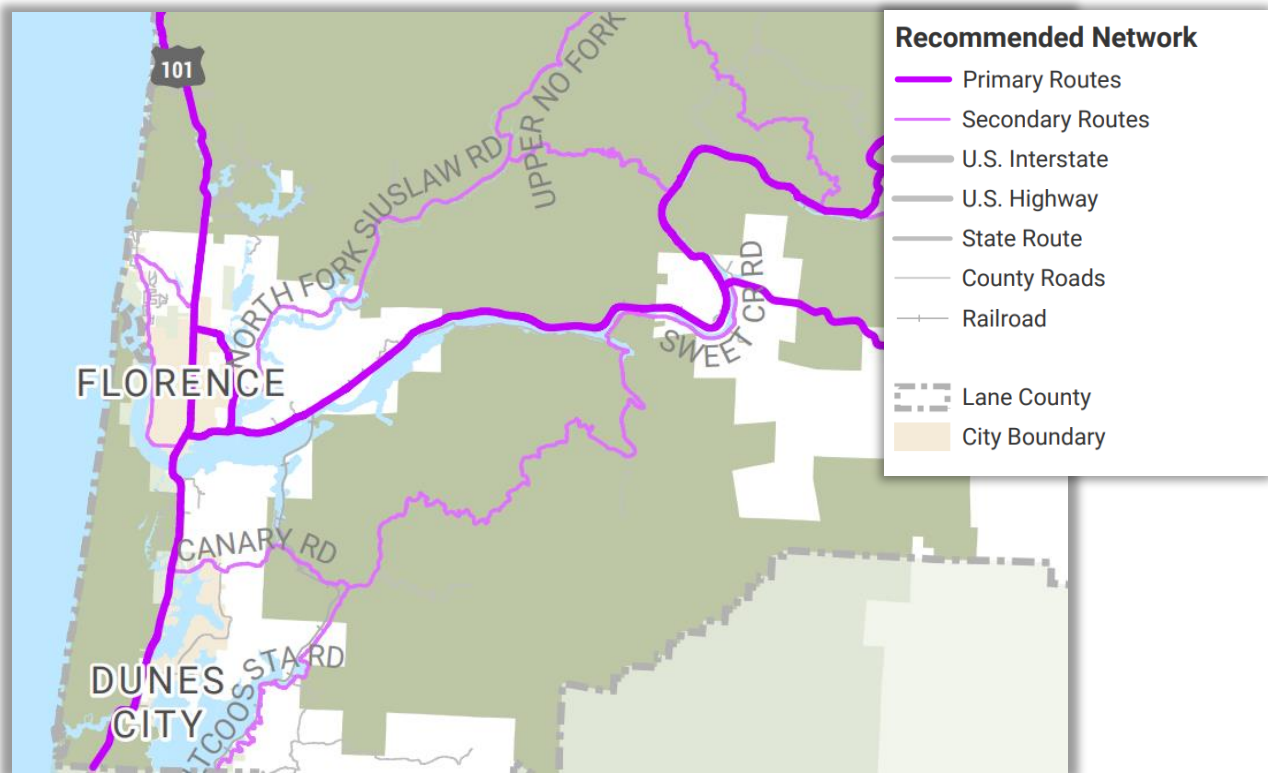 101
UPPER NO FORK
NORTH FORK SIUSLAW RD
SWEET CR RD
FLORENCE
CANARY RD
DUNES
CITY
TCOOS STA RD
Recommended Network
Primary Routes
Secondary Routes
U.S. Interstate
U.S. Highway
State Route
County Roads
Railroad
Lane County
City Boundary